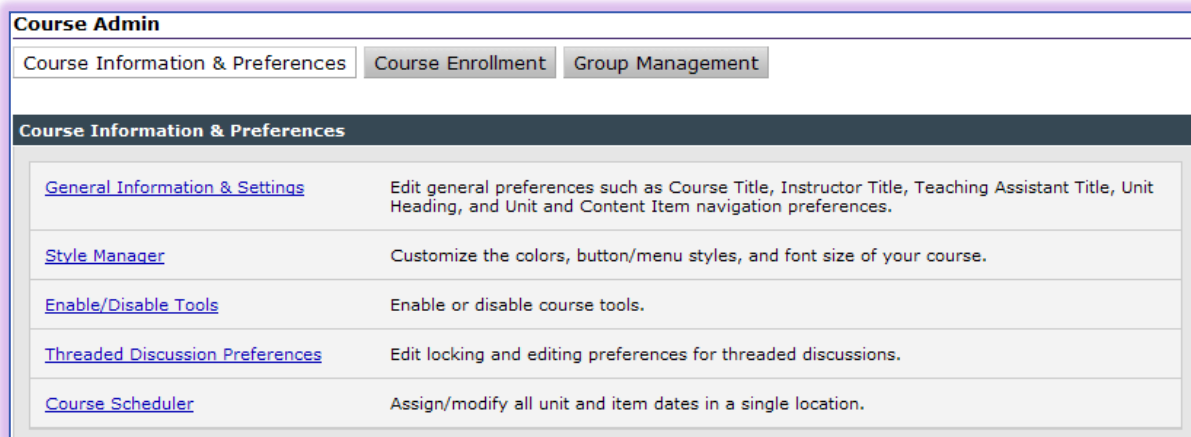 Course Admin
Course Information & Preferences Course Enrollment Group Management
Course Information & Preferences
General Information & Settings Edit general preferences such as Course Title, Instructor Title, Teaching Assistant Title, Unit
Heading, and Unit and Content Item navigation preferences.
Style Manager Customize the colors, button/menu styles, and font size of your course.
Enable/Disable Tools Enable or disable course tools.
Threaded Discussion Preferences Edit locking and editing preferences for threaded discussions.
Course Scheduler Assign/modify all unit and item dates in a single location.